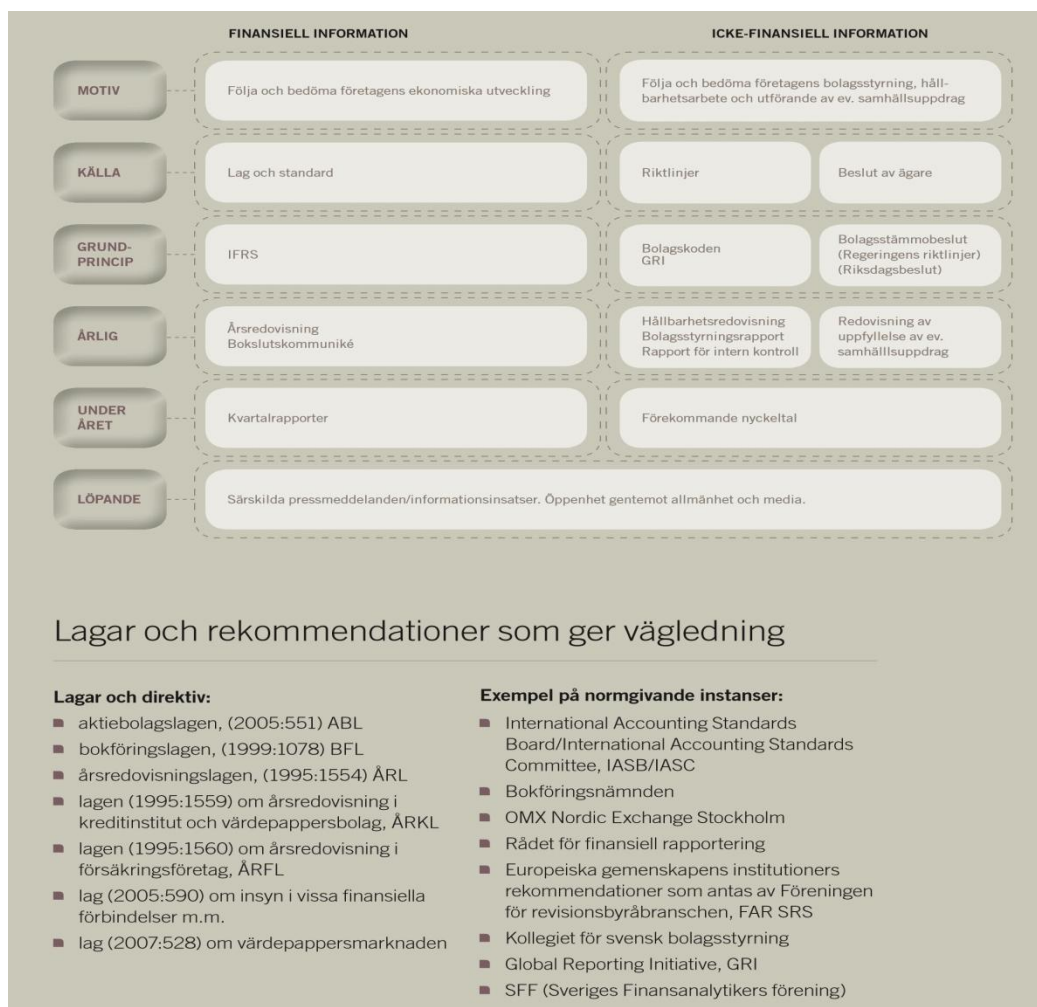 FINANSIELL INFORMATION
ICKE-FINANSIELL INFORMATION
MOTIV
Följa och bedöma företagens ekonomiska utveckling
Följa och bedöma företagens bolagsstyrning, håll-
barhetsarbete och utförande av ev. samhällsuppdrag
KÄLLA
Lag och standard
Riktlinjer
Beslut av ägare
GRUND-
PRINCIP
IFRS
Bolagskoden
GRI
Bolagsstämmobeslut
(Regeringens riktlinjer)
(Riksdagsbeslut)
ÅRLIG
Årsredovisning
Bokslutskommuniké
Hållbarhetsredovisning
Bolagsstyrningsrapport
Rapport för intern kontroll
Redovisning av
uppfyllelse av ev.
samhälllsuppdrag
UNDER
ÅRET
Kvartalrapporter
Förekommande nyckeltal
LÖPANDE
Särskilda pressmeddelanden/informationsinsatser. Öppenhet gentemot allmänhet och media.
Lagar och rekommendationer som ger vägledning
Lagar och direktiv:
aktiebolagslagen, (2005:551) ABL
bokföringslagen, (1999:1078) BFL
årsredovisningslagen, (1995:1554) ÅRL
lagen (1995:1559) om årsredovisning i
kreditinstitut och värdepappersbolag, ÅRKL
lagen (1995:1560) om årsredovisning i
försäkringsföretag, ÅRFL
lag (2005:590) om insyn i vissa finansiella
förbindelser m.m.
lag (2007:528) om värdepappersmarknaden
Exempel på normgivande instanser:
International Accounting Standards
Board/International Accounting Standards
Committee, IASB/IASC
Bokföringsnämnden
OMX Nordic Exchange Stockholm
Rådet för finansiell rapportering
Europeiska gemenskapens institutioners
rekommendationer som antas av Föreningen
för revisionsbyråbranschen, FAR SRS
Kollegiet för svensk bolagsstyrning
Global Reporting Initiative, GRI
SFF (Sveriges Finansanalytikers förening)